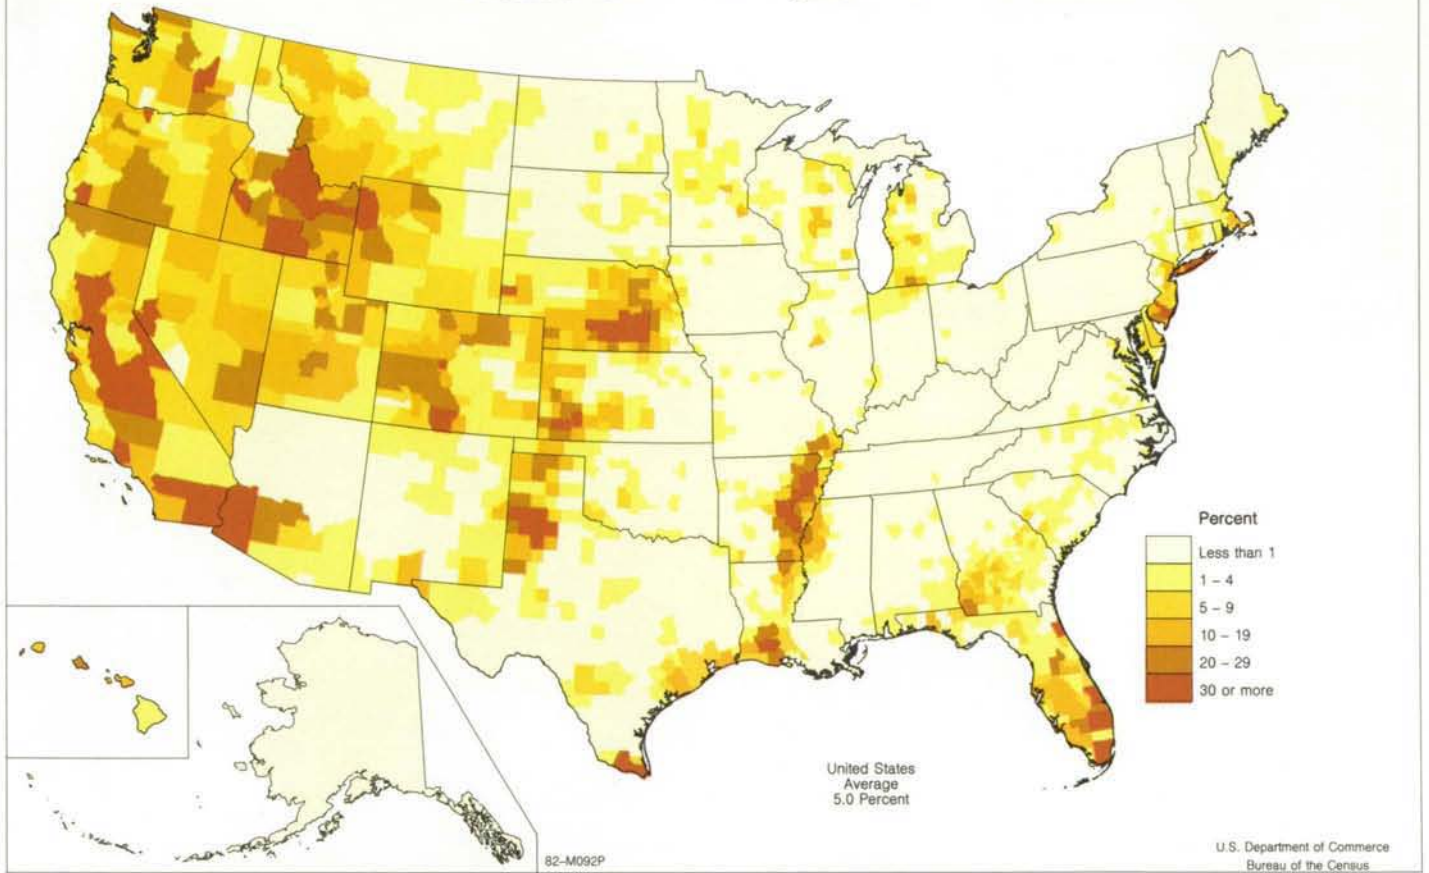 Percent
Less than 1
1 – 4
5 – 9
10 – 19
20 – 29
30 or more
United States
Average
5.0 Percent
82–M092P
U.S. Department of Commerce
Bureau of the Census